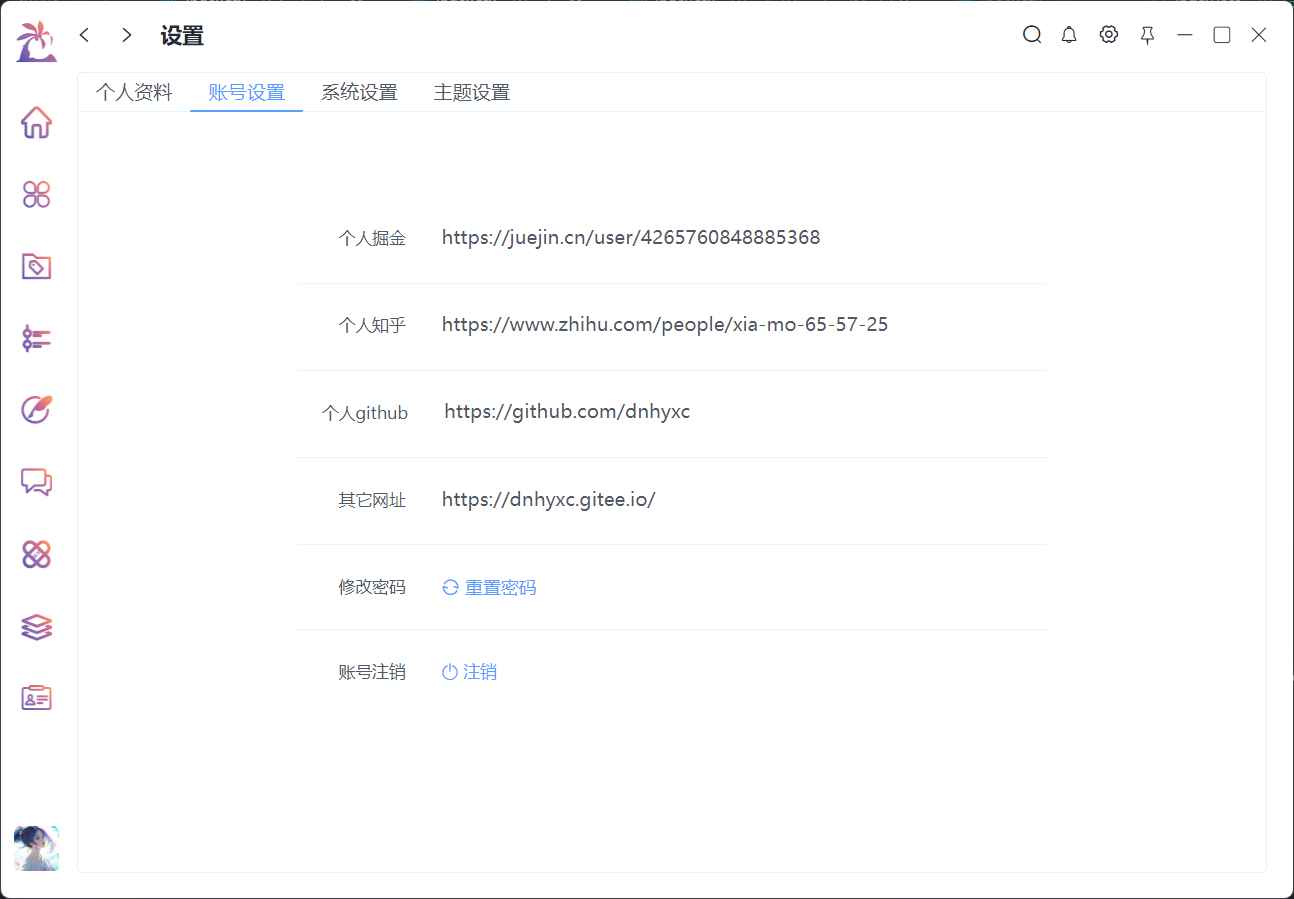 设置
个人资料 账号设置 系统设置 主题设置
个人掘金 https://juejin.cn/user/4265760848885368
个人知乎 https://www.zhihu.com/people/xia-mo-65-57-25
个人github https://github.com/dnhyxc
其它网址 https://dnhyxc.gitee.io/
修改密码 重置密码
账号注销 注销